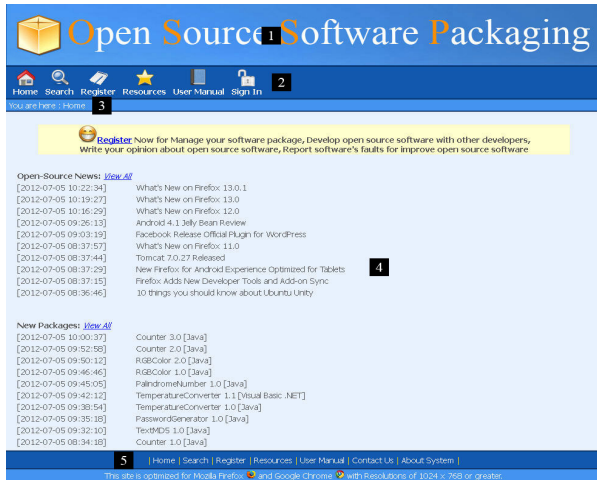 Open Source 1 Software Packaging
Home Search Register Resources User Manual Sign In 2
You are here : Home 3
Register Now for Manage your software package, Develop open source software with other developers,
Write your opinion about open source software, Report software's faults for improve open source software
Open-Source News: View All
[2012-07-05 10:22:34] What's New on Firefox 13.0.1
[2012-07-05 10:19:27] What's New on Firefox 13.0
[2012-07-05 10:16:29] What's New on Firefox 12.0
[2012-07-05 09:26:13] Android 4.1 Jelly Bean Review
[2012-07-05 09:03:19] Facebook Release Official Plugin for WordPress
[2012-07-05 08:37:57] What's New on Firefox 11.0
[2012-07-05 08:37:44] Tomcat 7.0.27 Released
[2012-07-05 08:37:29] New Firefox for Android Experience Optimized for Tablets 4
[2012-07-05 08:37:15] Firefox Adds New Developer Tools and Add-on Sync
[2012-07-05 08:36:46] 10 things you should know about Ubuntu Unity
New Packages: View All
[2012-07-05 10:00:37] Counter 3.0 [Java]
[2012-07-05 09:52:58] Counter 2.0 [Java]
[2012-07-05 09:50:12] RGBColor 2.0 [Java]
[2012-07-05 09:46:46] RGBColor 1.0 [Java]
[2012-07-05 09:45:05] PalindromeNumber 1.0 [Java]
[2012-07-05 09:42:12] TemperatureConverter 1.1 [Visual Basic .NET]
[2012-07-05 09:38:54] TemperatureConverter 1.0 [Java]
[2012-07-05 09:35:18] PasswordGenerator 1.0 [Java]
[2012-07-05 09:32:10] TextMD5 1.0 [Java]
[2012-07-05 08:34:18] Counter 1.0 [Java]
5 | Home | Search | Register | Resources | User Manual | Contact Us | About System |
This site is optimized for Mozilla Firefox and Google Chrome with Resolutions of 1024 x 768 or greater.